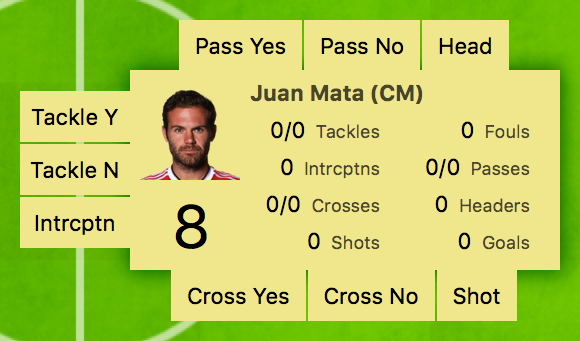 Pass Yes Pass No Head
Juan Mata (CM)
Tackle Y
0/0 Tackles 0 Fouls
Tackle N
0 Intrcptns 0/0 Passes
Intrcptn
8
0/0 Crosses 0 Headers
0 Shots 0 Goals
Cross Yes Cross No Shot